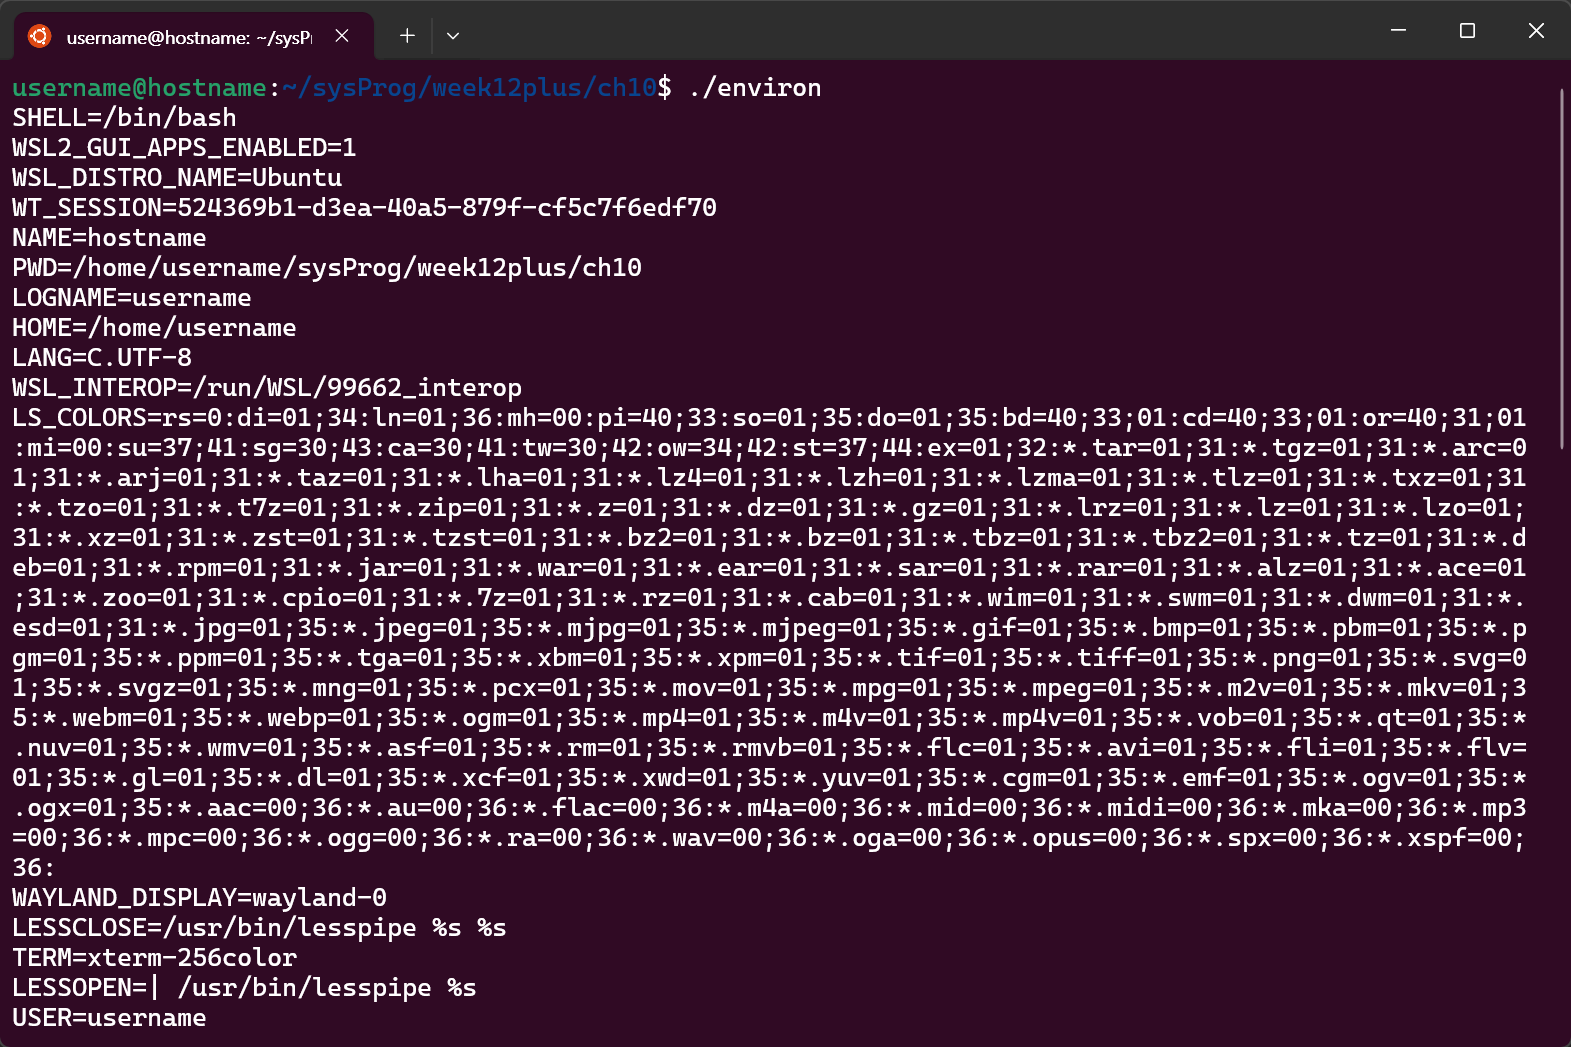 username@hostname: ~/sysPr
username@hostname:~/sysProg/week12plus/ch10$ ./environ
SHELL=/bin/bash
WSL2_GUI_APPS_ENABLED=1
WSL_DISTRO_NAME=Ubuntu
WT_SESSION=524369b1-d3ea-40a5-879f-cf5c7f6edf70
NAME=hostname
PWD=/home/username/sysProg/week12plus/ch10
LOGNAME=username
HOME=/home/username
LANG=C.UTF-8
WSL_INTEROP=/run/WSL/99662_interop
LS_COLORS=rs=0:di=01;34:ln=01;36:mh=00:pi=40;33:so=01;35:do=01;35:bd=40;33;01:cd=40;33;01:or=40;31;01
:mi=00:su=37;41:sg=30;43:ca=30;41:tw=30;42:ow=34;42:st=37;44:ex=01;32:*.tar=01;31:*.tgz=01;31:*.arc=0
1;31:*.arj=01;31:*.taz=01;31:*.lha=01;31:*.lz4=01;31:*.lzh=01;31:*.lzma=01;31:*.tlz=01;31:*.txz=01;31
:*.tzo=01;31:*.t7z=01;31:*.zip=01;31:*.z=01;31:*.dz=01;31:*.gz=01;31:*.lrz=01;31:*.lz=01;31:*.lzo=01;
31:*.xz=01;31:*.zst=01;31:*.tzst=01;31:*.bz2=01;31:*.bz=01;31:*.tbz=01;31:*.tbz2=01;31:*.tz=01;31:*.d
eb=01;31:*.rpm=01;31:*.jar=01;31:*.war=01;31:*.ear=01;31:*.sar=01;31:*.rar=01;31:*.alz=01;31:*.ace=01
;31:*.zoo=01;31:*.cpio=01;31:*.7z=01;31:*.rz=01;31:*.cab=01;31:*.wim=01;31:*.swm=01;31:*.dwm=01;31:*.
esd=01;31:*.jpg=01;35:*.jpeg=01;35:*.mjpg=01;35:*.mjpeg=01;35:*.gif=01;35:*.bmp=01;35:*.pbm=01;35:*.p
gm=01;35:*.ppm=01;35:*.tga=01;35:*.xbm=01;35:*.xpm=01;35:*.tif=01;35:*.tiff=01;35:*.png=01;35:*.svg=0
1;35:*.svgz=01;35:*.mng=01;35:*.pcx=01;35:*.mov=01;35:*.mpg=01;35:*.mpeg=01;35:*.m2v=01;35:*.mkv=01;3
5:*.webm=01;35:*.webp=01;35:*.ogm=01;35:*.mp4=01;35:*.m4v=01;35:*.mp4v=01;35:*.vob=01;35:*.qt=01;35:*
.nuv=01;35:*.wmv=01;35:*.asf=01;35:*.rm=01;35:*.rmvb=01;35:*.flc=01;35:*.avi=01;35:*.fli=01;35:*.flv=
01;35:*.gl=01;35:*.dl=01;35:*.xcf=01;35:*.xwd=01;35:*.yuv=01;35:*.cgm=01;35:*.emf=01;35:*.ogv=01;35:*
.ogx=01;35:*.aac=00;36:*.au=00;36:*.flac=00;36:*.m4a=00;36:*.mid=00;36:*.midi=00;36:*.mka=00;36:*.mp3
=00;36:*.mpc=00;36:*.ogg=00;36:*.ra=00;36:*.wav=00;36:*.oga=00;36:*.opus=00;36:*.spx=00;36:*.xspf=00;
36:
WAYLAND_DISPLAY=wayland-0
LESSCLOSE=/usr/bin/lesspipe %s %s
TERM=xterm-256color
LESSOPEN=| /usr/bin/lesspipe %s
USER=username